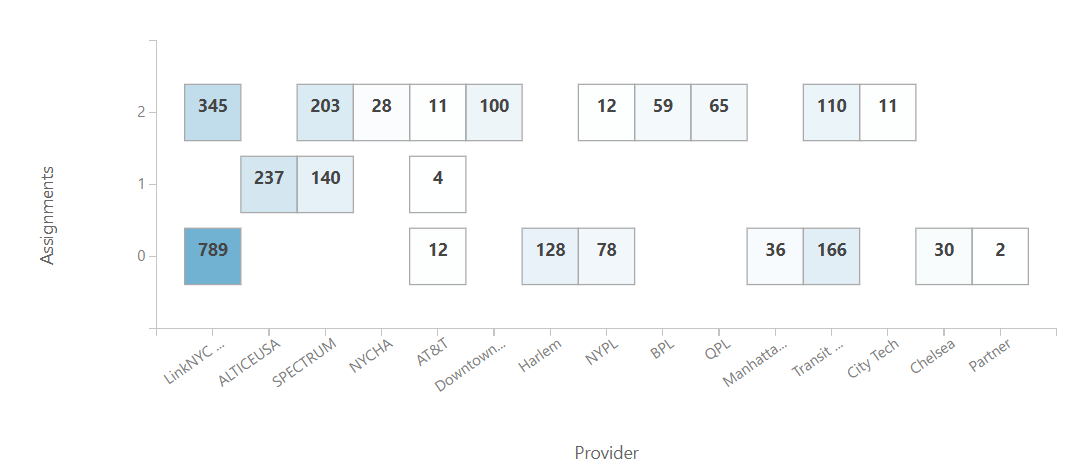 2 345 203 28 11 100 12 59 65 110 11
1 237 140 4
0 789 12 128 78 36 166 30 2
LinkNYC ... ALTICEUSA SPECTRUM NYCHA AT&T Downtown... Harlem NYPL BPL QPL Manhatta... Transit ... City Tech Chelsea Partner
Assignments
Provider